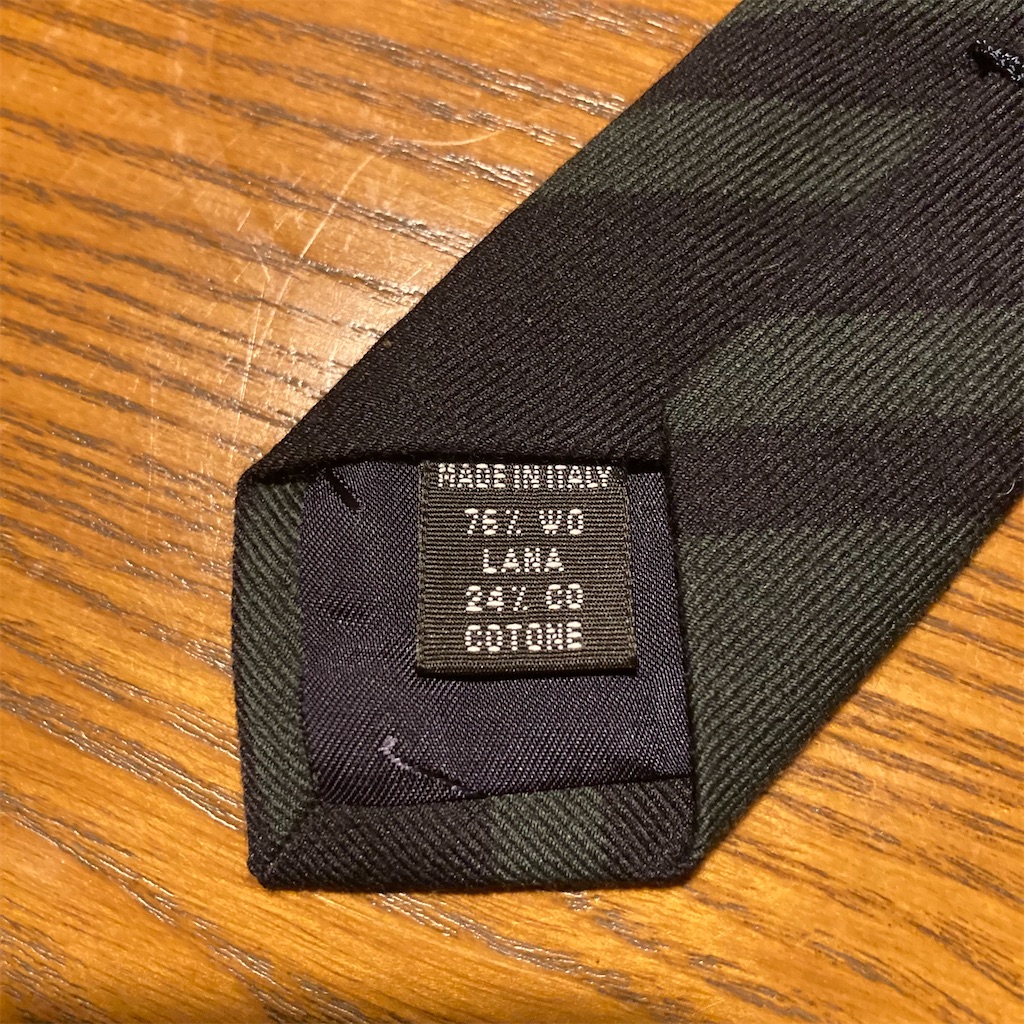 MADE IN ITALY
76% WO
LANA
24% CO
COTONE